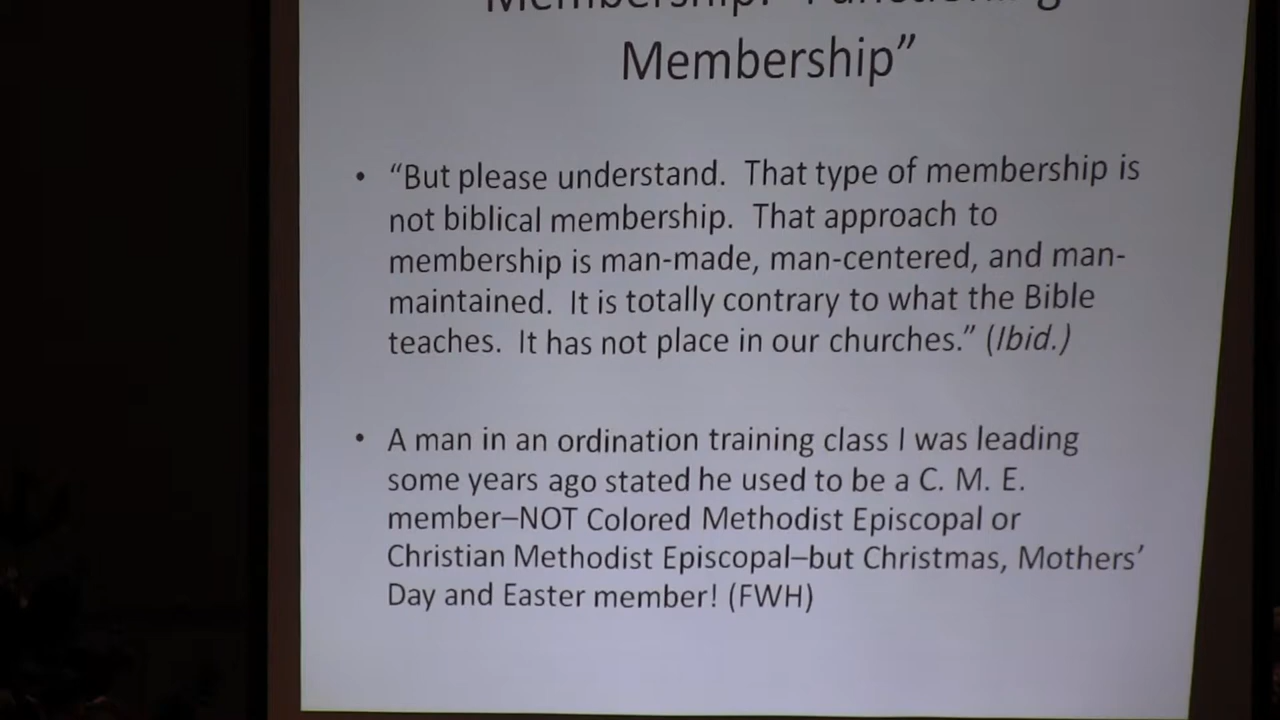 Membership: "Functioning
Membership"
• "But please understand. That type of membership is
not biblical membership. That approach to
membership is man-made, man-centered, and man-
maintained. It is totally contrary to what the Bible
teaches. It has not place in our churches." (Ibid.)
• A man in an ordination training class I was leading
some years ago stated he used to be a C. M. E.
member–NOT Colored Methodist Episcopal or
Christian Methodist Episcopal–but Christmas, Mothers'
Day and Easter member! (FWH)